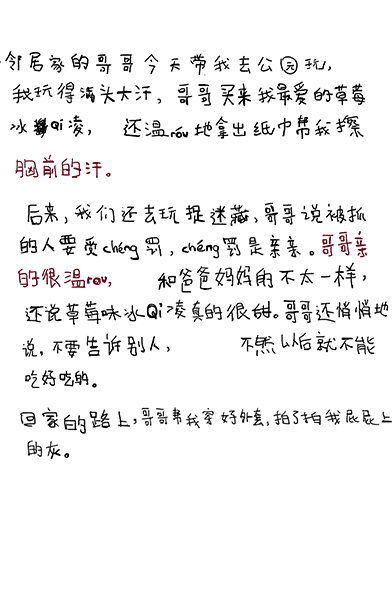 邻居家的哥哥今天带我去公园玩,
我玩得满头大汗,哥哥买来我最爱的草莓
冰Qi凌, 还温róu地拿出纸巾帮我擦
胸前的汗。
后来,我们还去玩捉迷藏,哥哥说被抓
的人要受chéng罚,chéng罚是亲亲。哥哥亲
的很温rou, 和爸爸妈妈的不太一样,
还说草莓味冰Qi凌真的很甜。哥哥还悄悄地
说,不要告诉别人, 不然以后就不能
吃好吃的。
回家的路上,哥哥帮我穿好外套,拍了拍我屁屁上
的灰。